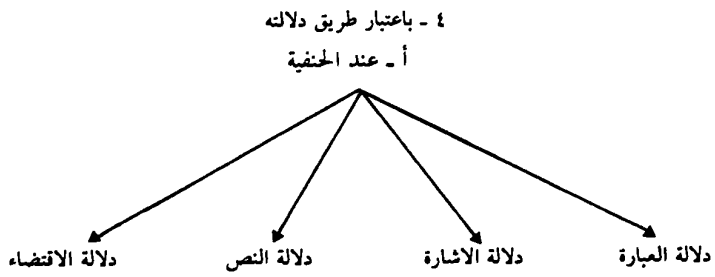 ٤ ـ باعتبار طريق دلالته
أ ـ عند الحنفية
دلالة العبارة
دلالة الاشارة
دلالة النص
دلالة الاقتضاء